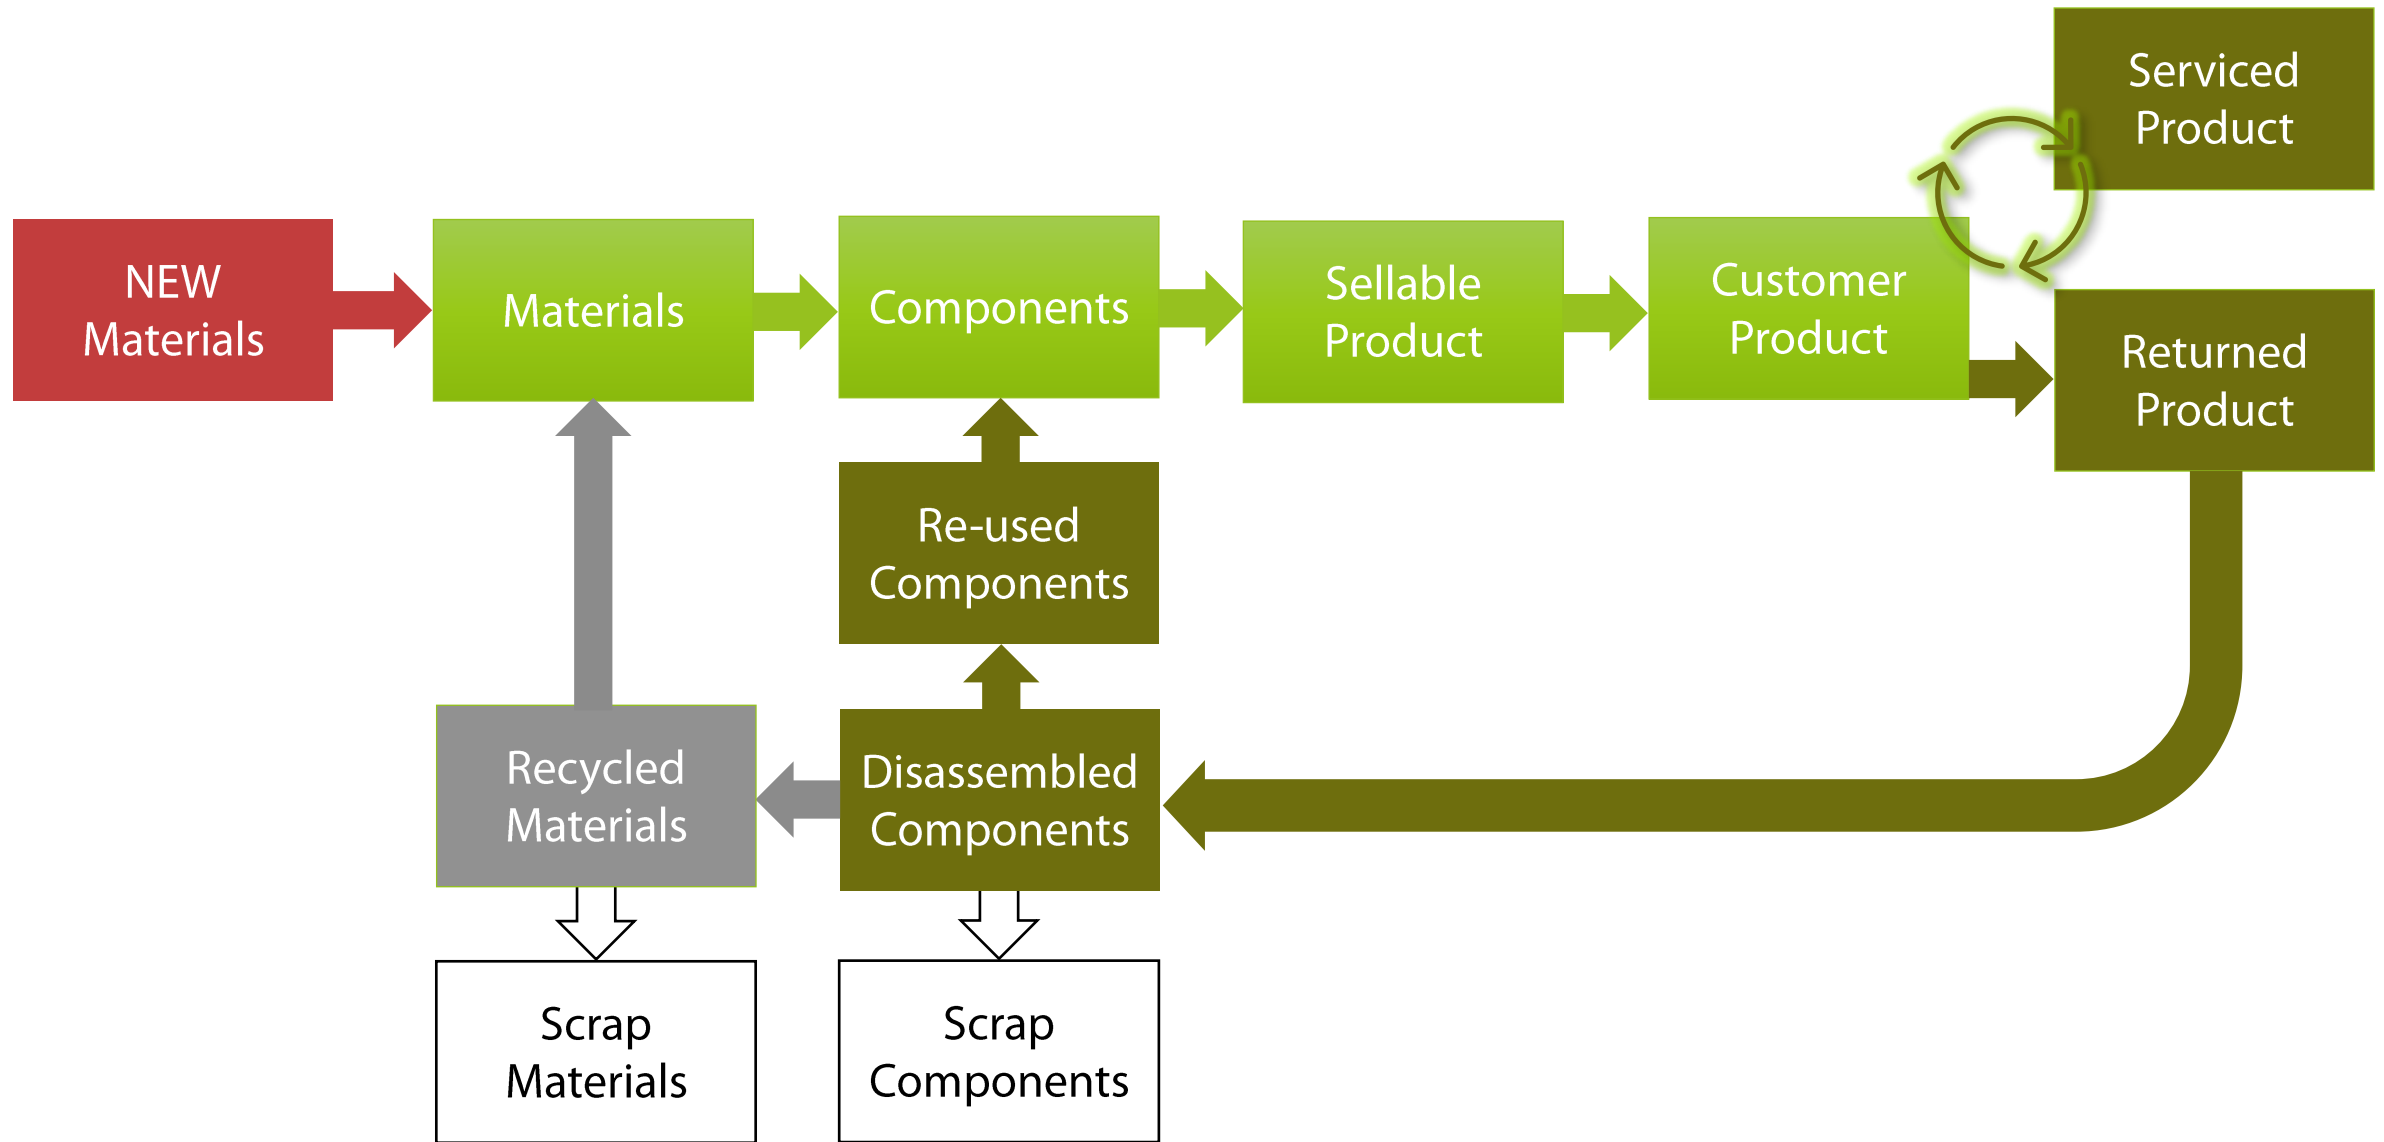 Serviced
Product
NEW
Materials
Materials
Components
Sellable
Product
Customer
Product
Returned
Product
Re-used
Components
Recycled
Materials
Disassembled
Components
Scrap
Materials
Scrap
Components